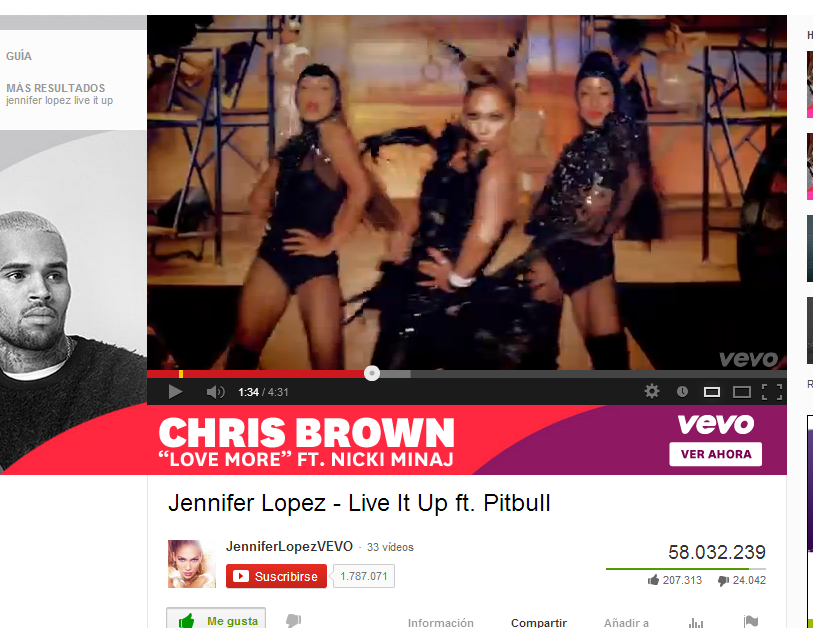 GUÍA
MÁS RESULTADOS
jennifer lopez live it up
vevo
1:34 / 4:31
CHRIS BROWN
“LOVE MORE” FT. NICKI MINAJ
vevo
VER AHORA
Jennifer Lopez - Live It Up ft. Pitbull
JenniferLopezVEVO · 33 vídeos
Suscribirse 1.787.071
58.032.239
207.313 24.042
Me gusta
Información Compartir Añadir a